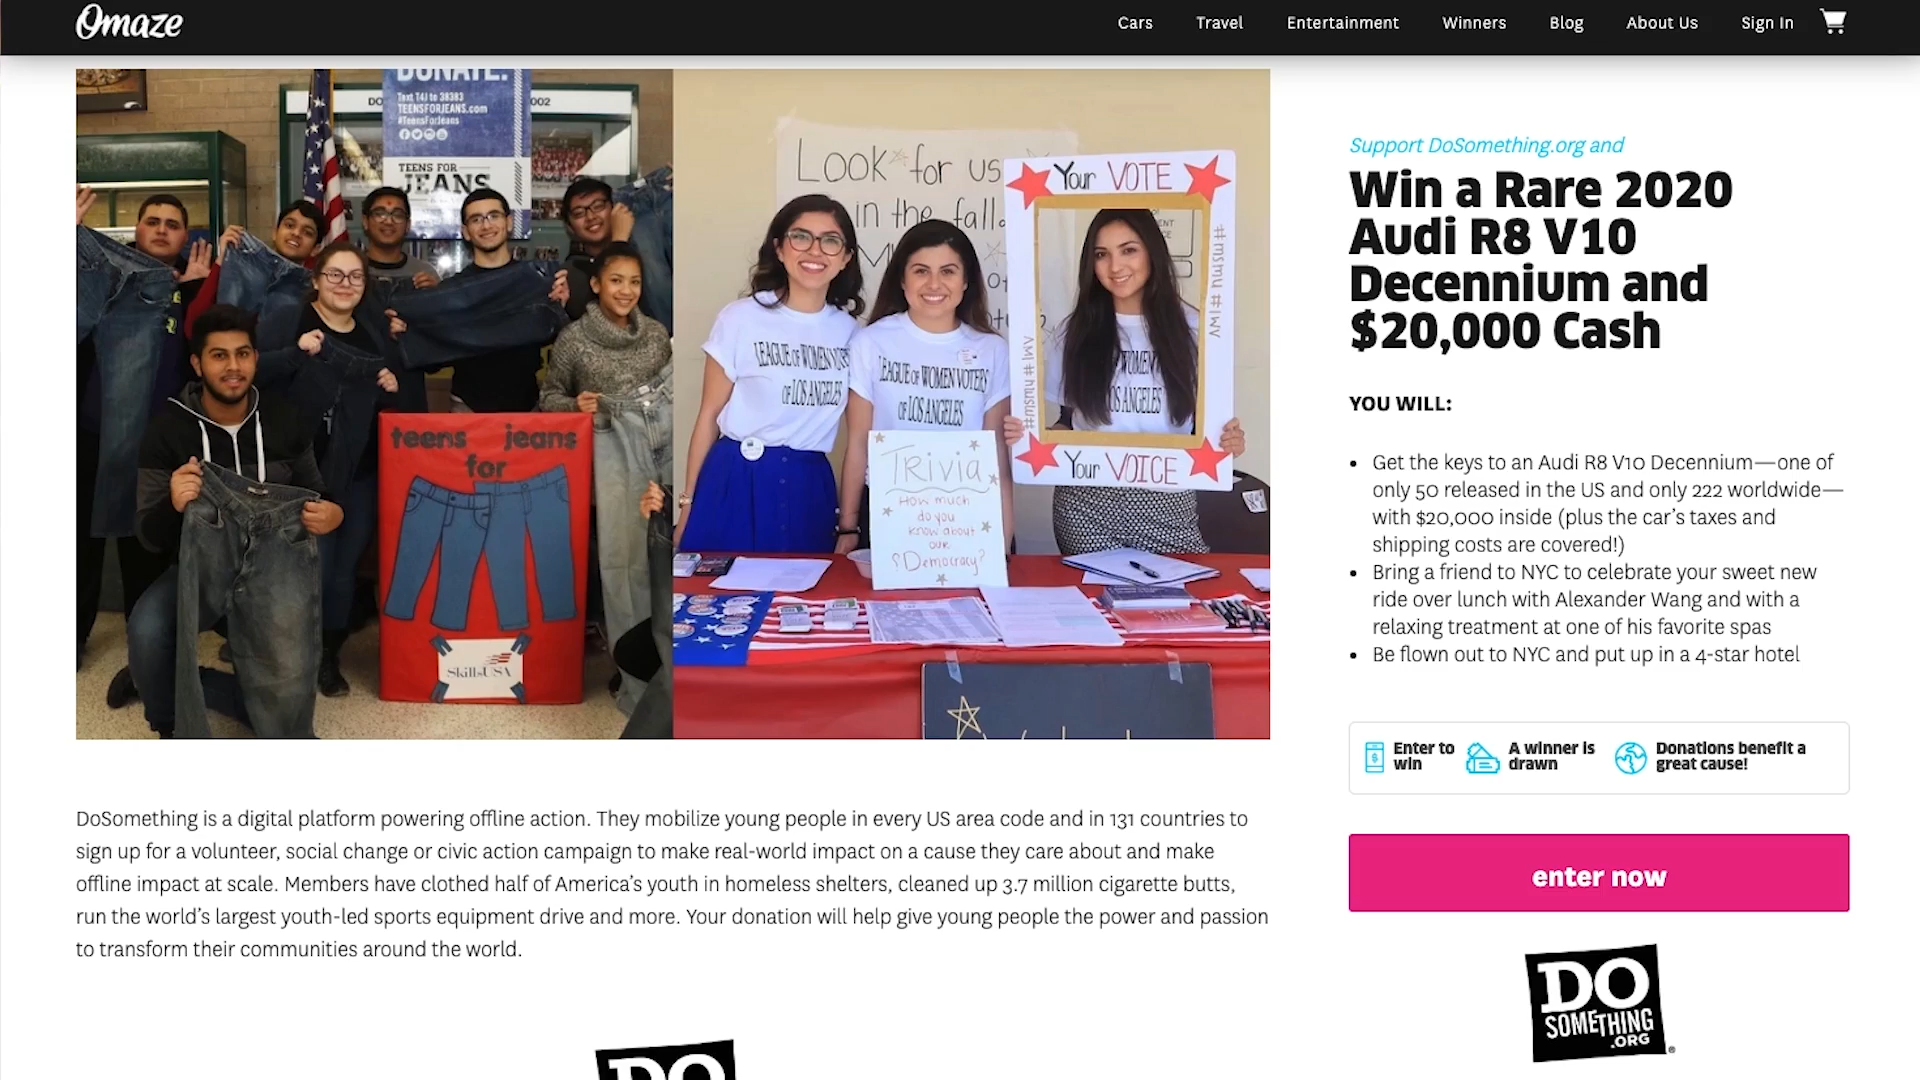 Omaze
Cars Travel Entertainment Winners Blog About Us Sign In
DONATE.
Text T4J to 38383
TEENSFORJEANS.com
#TeensForJeans
TEENS FOR
JEANS
DO
002
teens jeans
for
SkillsUSA
Look for us
in the fall
Your VOTE
LEAGUE OF WOMEN VOTERS
OF LOS ANGELES
LEAGUE OF WOMEN VOTERS
OF LOS ANGELES
WOMEN
OS ANGELES
Your VOICE
Trivia
How much
do you
know about
our
Democracy?
DoSomething is a digital platform powering offline action. They mobilize young people in every US area code and in 131 countries to
sign up for a volunteer, social change or civic action campaign to make real-world impact on a cause they care about and make
offline impact at scale. Members have clothed half of America’s youth in homeless shelters, cleaned up 3.7 million cigarette butts,
run the world’s largest youth-led sports equipment drive and more. Your donation will help give young people the power and passion
to transform their communities around the world.
DO
Support DoSomething.org and
Win a Rare 2020
Audi R8 V10
Decennium and
$20,000 Cash
YOU WILL:
• Get the keys to an Audi R8 V10 Decennium—one of
only 50 released in the US and only 222 worldwide—
with $20,000 inside (plus the car’s taxes and
shipping costs are covered!)
• Bring a friend to NYC to celebrate your sweet new
ride over lunch with Alexander Wang and with a
relaxing treatment at one of his favorite spas
• Be flown out to NYC and put up in a 4-star hotel
Enter to
win
A winner is
drawn
Donations benefit a
great cause!
enter now
DO
SOMETHING
.ORG